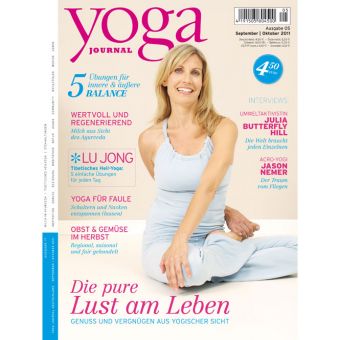 yoga
JOURNAL
Ausgabe 05
September | Oktober 2011
5 Übungen für
innere & äußere
BALANCE
4,50
WERTVOLL UND
REGENERIEREND
Milch aus Sicht
des Ayurveda
*LU JONG
Tibetisches Heil-Yoga:
5 einfache Übungen
für jeden Tag
YOGA FÜR FAULE
Schultern und Nacken
entspannen (lassen)
OBST & GEMÜSE
IM HERBST
Regional, saisonal
und fair gehandelt
INTERVIEWS
UMWELTAKTIVISTIN
JULIA
BUTTERFLY
HILL
Die Welt braucht
jeden Einzelnen
ACRO-YOGI
JASON
NEMER
Der Traum
vom Fliegen
Die pure
Lust am Leben
GENUSS UND VERGNÜGEN AUS YOGISCHER SICHT